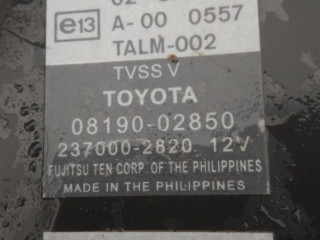 e13 A-00 0557
TALM-002
TVSS V
TOYOTA
08190-02850
237000-2820 12V
FUJITSU TEN CORP. OF THE PHILIPPINES
MADE IN THE PHILIPPINES